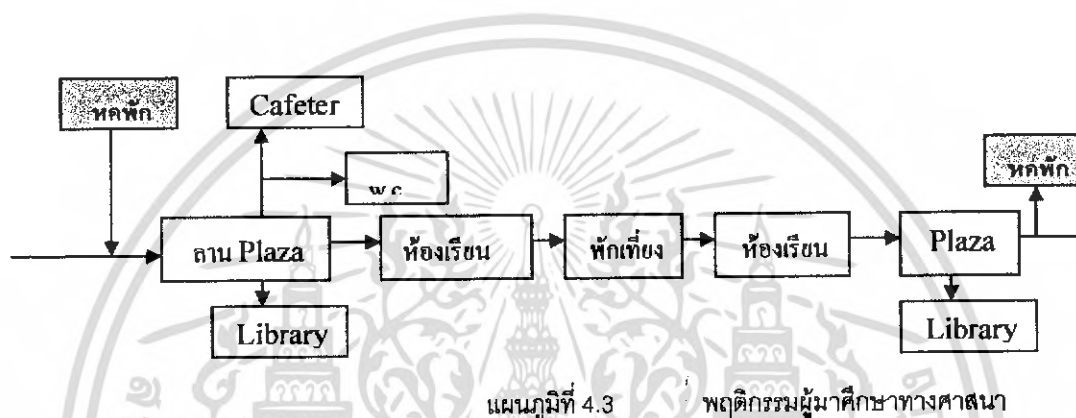 หอพัก
Cafeter
w.c
หอพัก
ลาน Plaza
ห้องเรียน
พักเที่ยง
ห้องเรียน
Plaza
Library
Library
แผนภูมิที่ 4.3 พฤติกรรมผู้มาศึกษาทางศาสนา